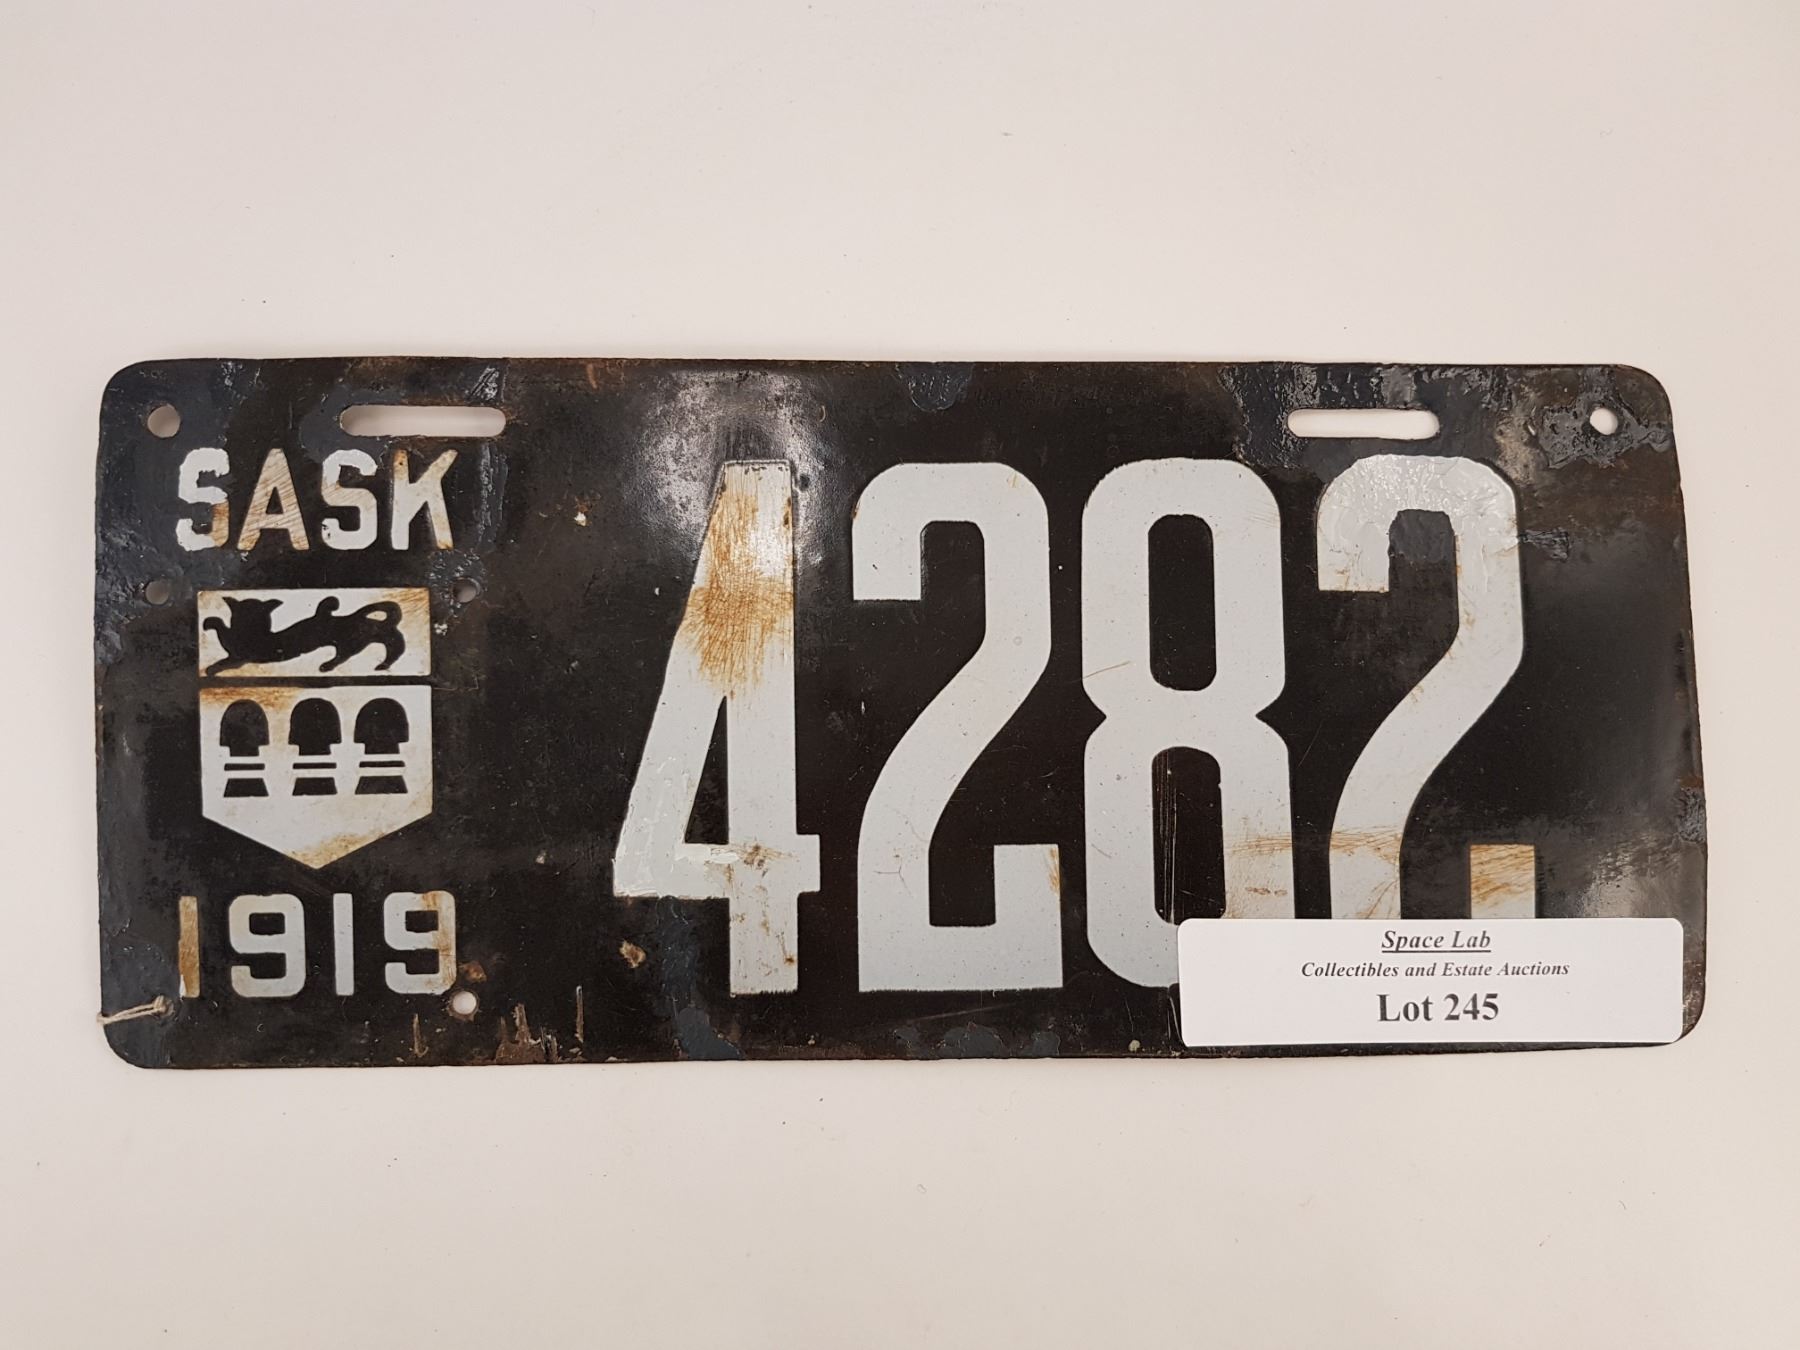 SASK
4282
1919
Space Lab
Collectibles and Estate Auctions
Lot 245